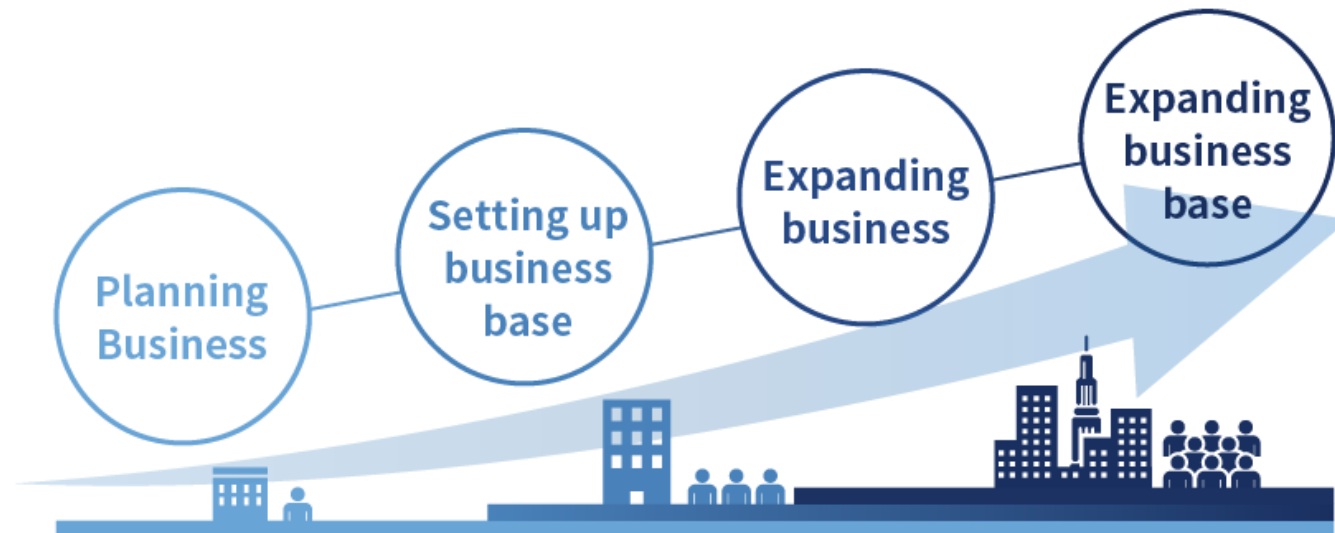 Planning
Business
Setting up
business
base
Expanding
business
Expanding
business
base